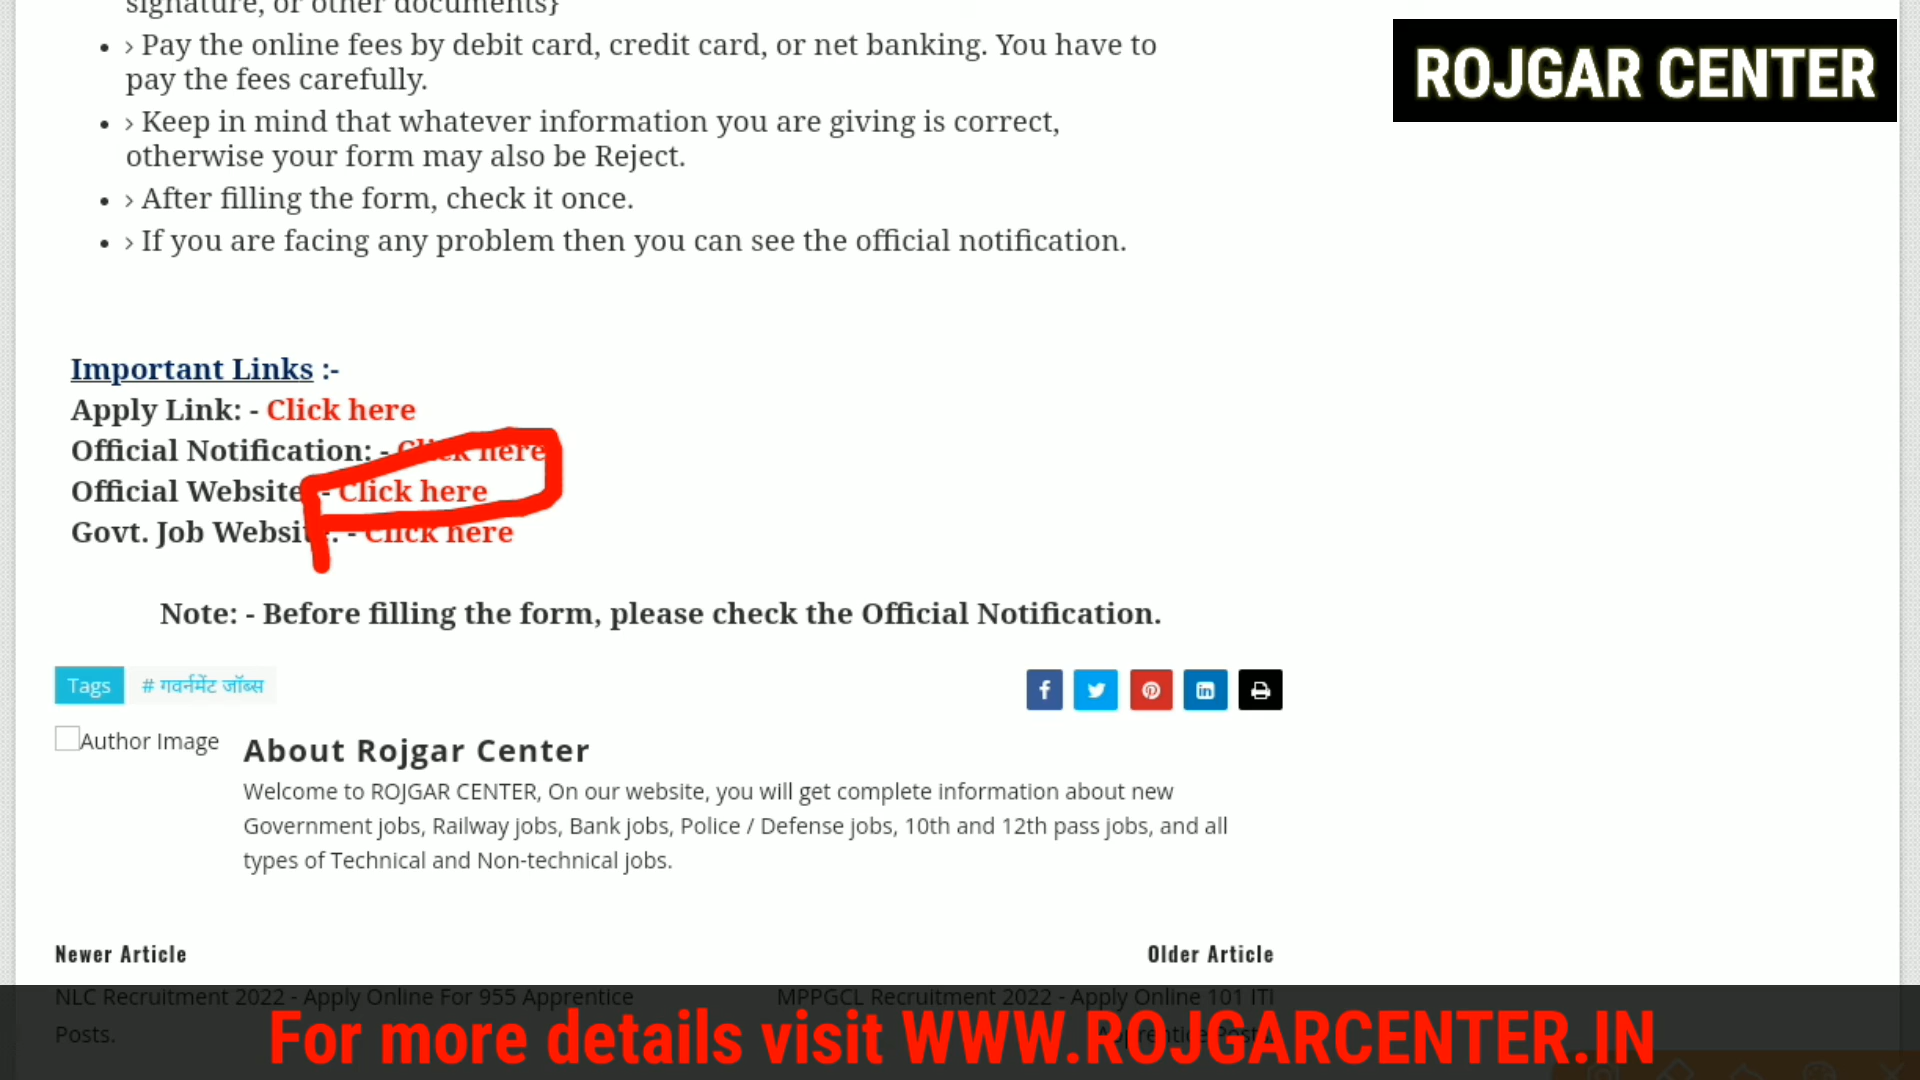 signature, or other documents}
ROJGAR CENTER
› Pay the online fees by debit card, credit card, or net banking. You have to
pay the fees carefully.
› Keep in mind that whatever information you are giving is correct,
otherwise your form may also be Reject.
› After filling the form, check it once.
› If you are facing any problem then you can see the official notification.
Important Links :-
Apply Link: - Click here
Official Notification: - Click here
Official Website: - Click here
Govt. Job Website: - Click here
Note: - Before filling the form, please check the Official Notification.
Tags # गवर्नमेंट जॉब्स
Author Image
About Rojgar Center
Welcome to ROJGAR CENTER, On our website, you will get complete information about new
Government jobs, Railway jobs, Bank jobs, Police / Defense jobs, 10th and 12th pass jobs, and all
types of Technical and Non-technical jobs.
Newer Article
Older Article
NLC Recruitment 2022 - Apply Online For 955 Apprentice
Posts.
MPPGCL Recruitment 2022 - Apply Online 101 ITI
Apprentice Posts.
For more details visit WWW.ROJGARCENTER.IN